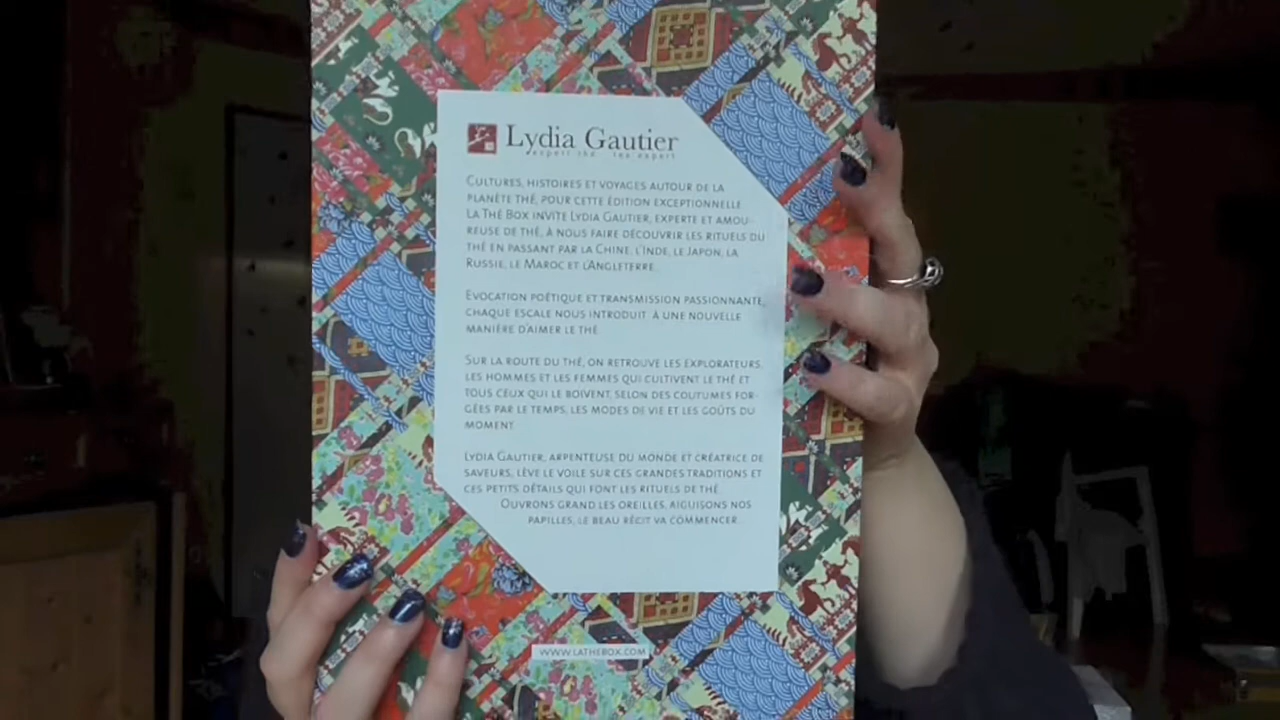 Lydia Gautier
expert thé tea expert
CULTURES, HISTOIRES ET VOYAGES AUTOUR DE LA
PLANÈTE THÉ, POUR CETTE ÉDITION EXCEPTIONNELLE
LA THÉ BOX INVITE LYDIA GAUTIER, EXPERTE ET AMOU-
REUSE DE THÉ, À NOUS FAIRE DÉCOUVRIR LES RITUELS DU
THÉ EN PASSANT PAR LA CHINE, L'INDE, LE JAPON, LA
RUSSIE, LE MAROC ET L'ANGLETERRE.
EVOCATION POÉTIQUE ET TRANSMISSION PASSIONNANTE,
CHAQUE ESCALE NOUS INTRODUIT À UNE NOUVELLE
MANIÈRE D'AIMER LE THÉ
SUR LA ROUTE DU THÉ, ON RETROUVE LES EXPLORATEURS,
LES HOMMES ET LES FEMMES QUI CULTIVENT LE THÉ ET
TOUS CEUX QUI LE BOIVENT, SELON DES COUTUMES FOR-
GÉES PAR LE TEMPS, LES MODES DE VIE ET LES GOÛTS DU
MOMENT
LYDIA GAUTIER, ARPENTEUSE DU MONDE ET CRÉATRICE DE
SAVEURS, LÈVE LE VOILE SUR CES GRANDES TRADITIONS ET
CES PETITS DÉTAILS QUI FONT LES RITUELS DE THÉ.
OUVRONS GRAND LES OREILLES, AIGUISONS NOS
PAPILLES, LE BEAU RÉCIT VA COMMENCER.
WWW.LATHEBOX.COM